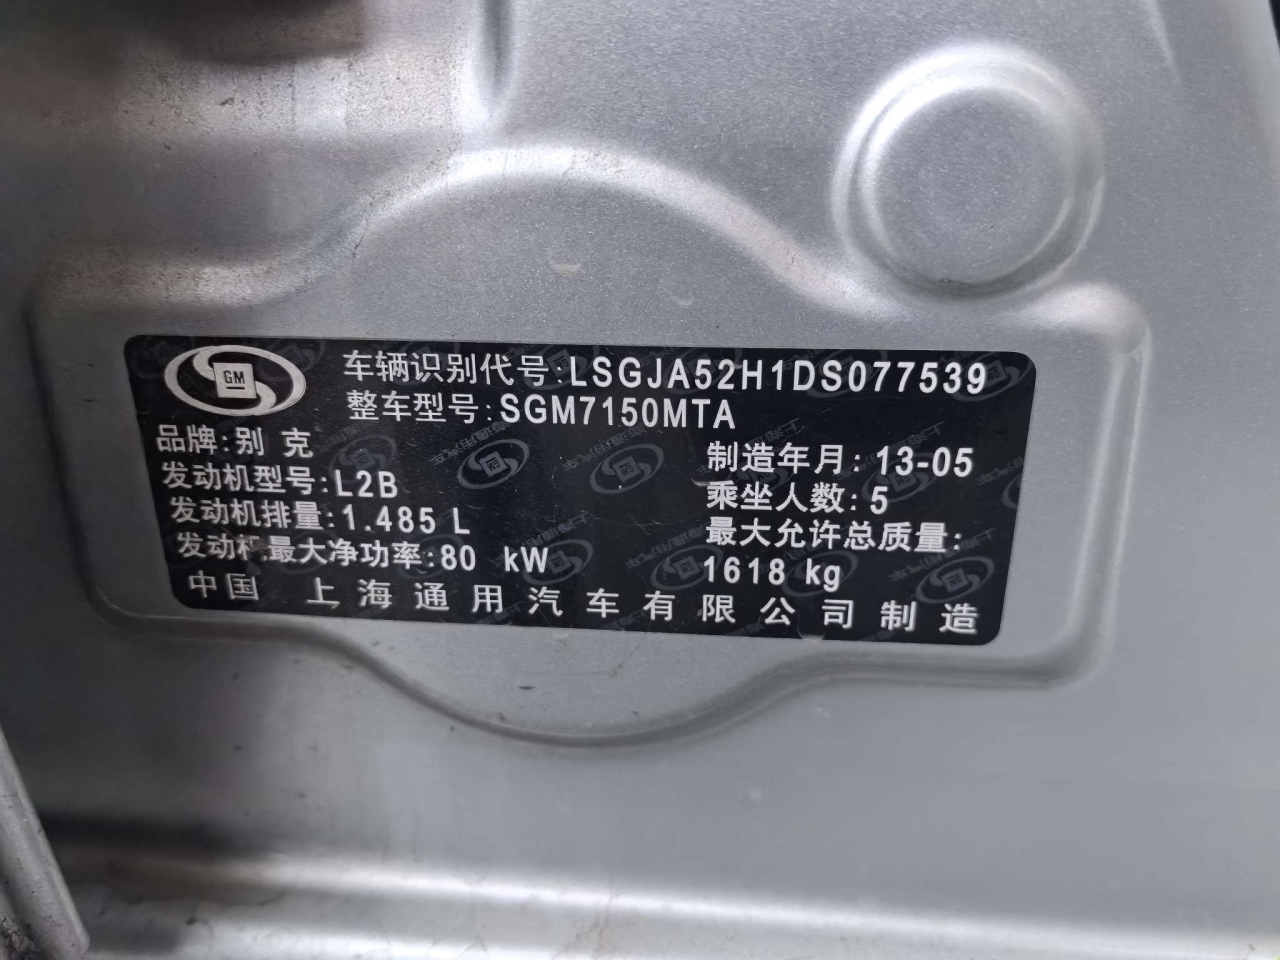 GM
车辆识别代号:LSGJA52H1DS077539
整车型号:SGM7150MTA
品牌:别克
制造年月:13-05
发动机型号:L2B
乘坐人数:5
发动机排量:1.485 L
最大允许总质量:
发动机最大净功率:80 kW
1618 kg
中国 上海通用汽车有限公司制造